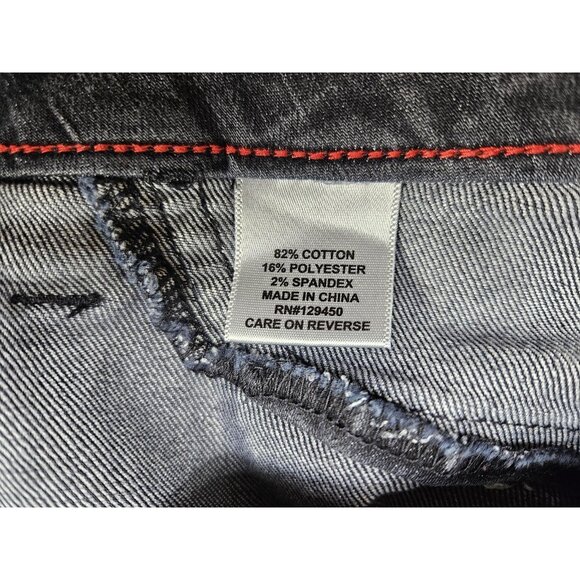 82% COTTON
16% POLYESTER
2% SPANDEX
MADE IN CHINA
RN#129450
CARE ON REVERSE